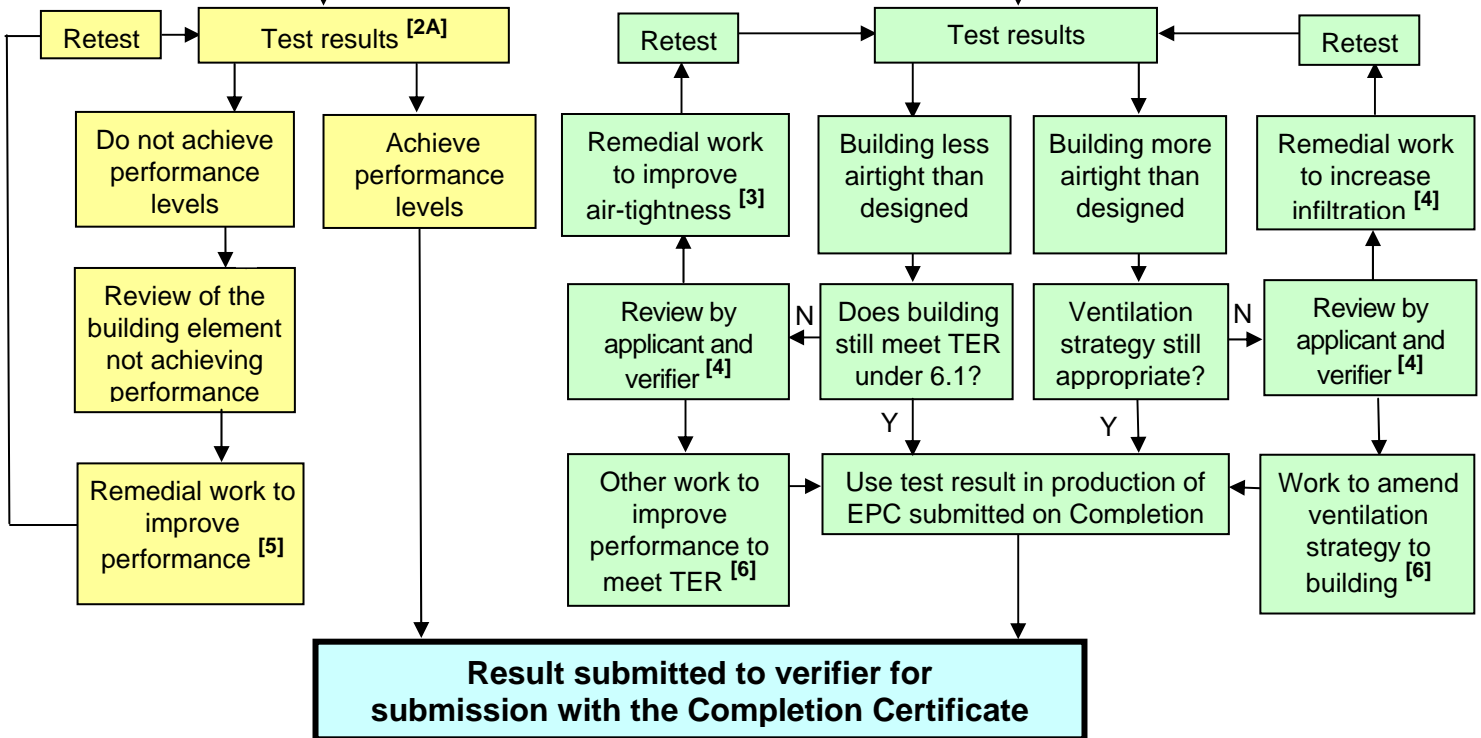 Retest
Test results [2A]
Do not achieve
performance
levels
Achieve
performance
levels
Review of the
building element
not achieving
performance
Remedial work to
improve
performance [5]
Retest
Test results
Retest
Remedial work
to improve
air-tightness [3]
Building less
airtight than
designed
Building more
airtight than
designed
Remedial work
to increase
infiltration [4]
Review by
applicant and
verifier [4]
N
Does building
still meet TER
under 6.1?
Ventilation
strategy still
appropriate?
N
Review by
applicant and
verifier [4]
Y
Y
Other work to
improve
performance to
meet TER [6]
Use test result in production of
EPC submitted on Completion
Work to amend
ventilation
strategy to
building [6]
Result submitted to verifier for
submission with the Completion Certificate